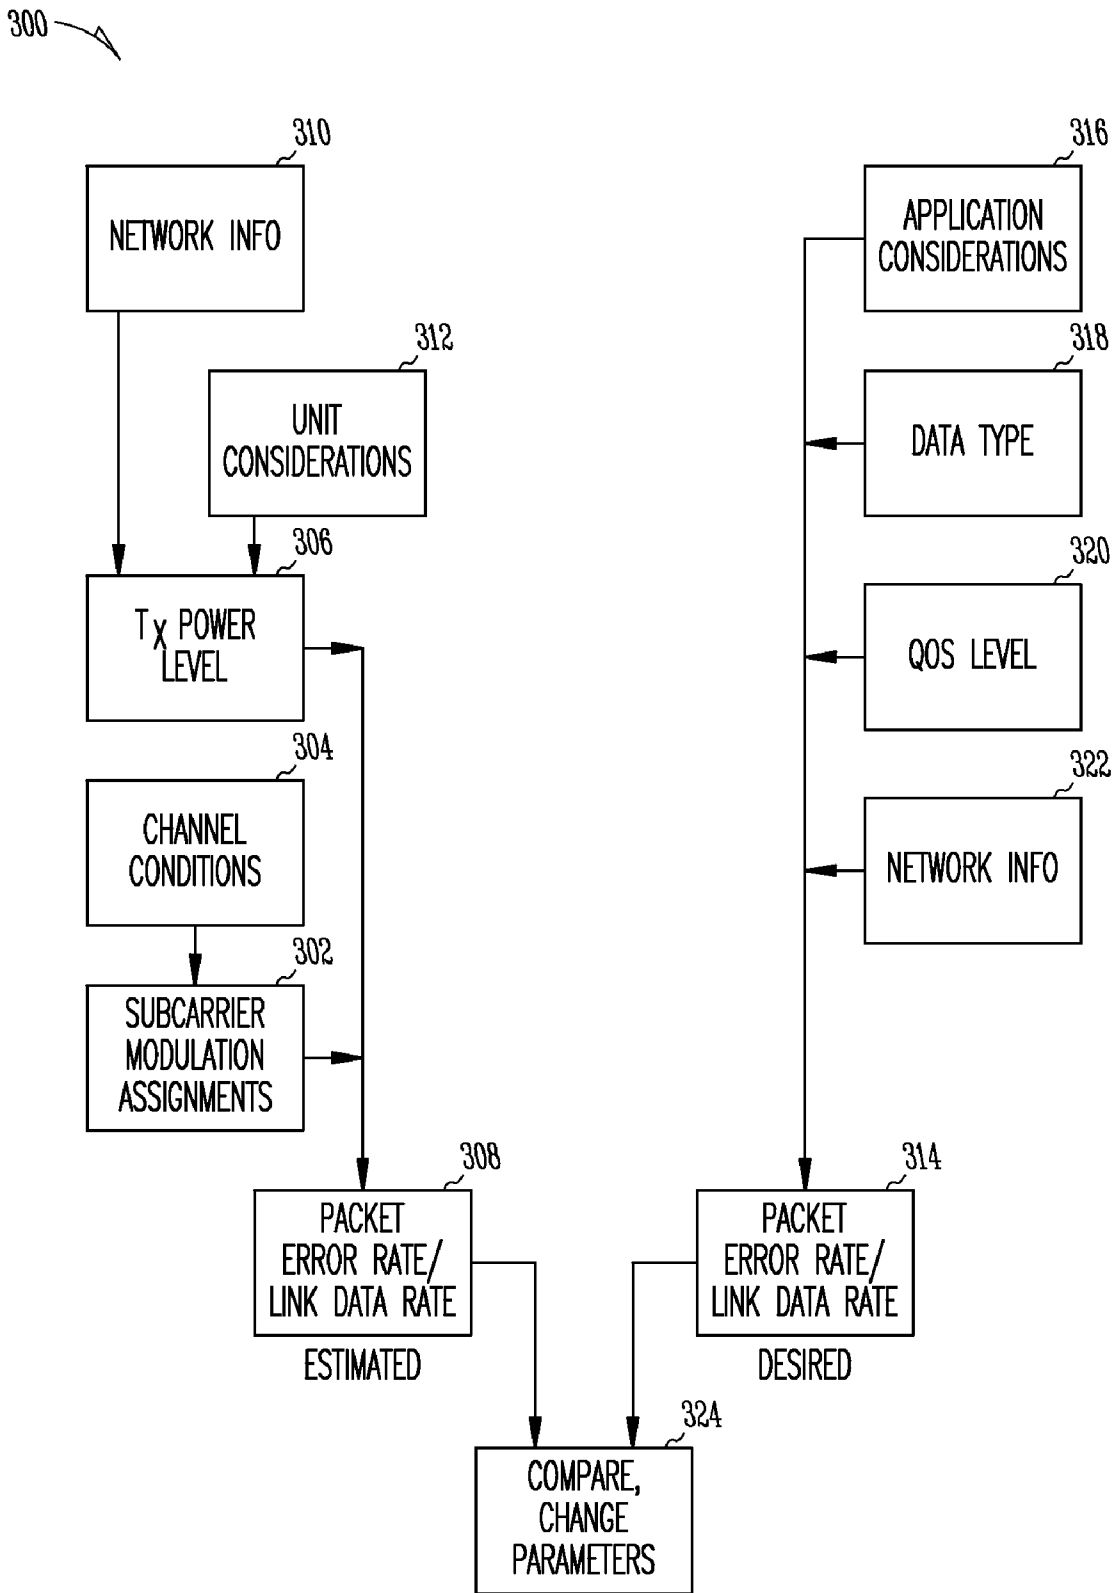 300
310
NETWORK INFO
312
UNIT
CONSIDERATIONS
306
TX POWER
LEVEL
304
CHANNEL
CONDITIONS
302
SUBCARRIER
MODULATION
ASSIGNMENTS
308
PACKET
ERROR RATE/
LINK DATA RATE
ESTIMATED
316
APPLICATION
CONSIDERATIONS
318
DATA TYPE
320
QOS LEVEL
322
NETWORK INFO
314
PACKET
ERROR RATE/
LINK DATA RATE
DESIRED
324
COMPARE,
CHANGE
PARAMETERS